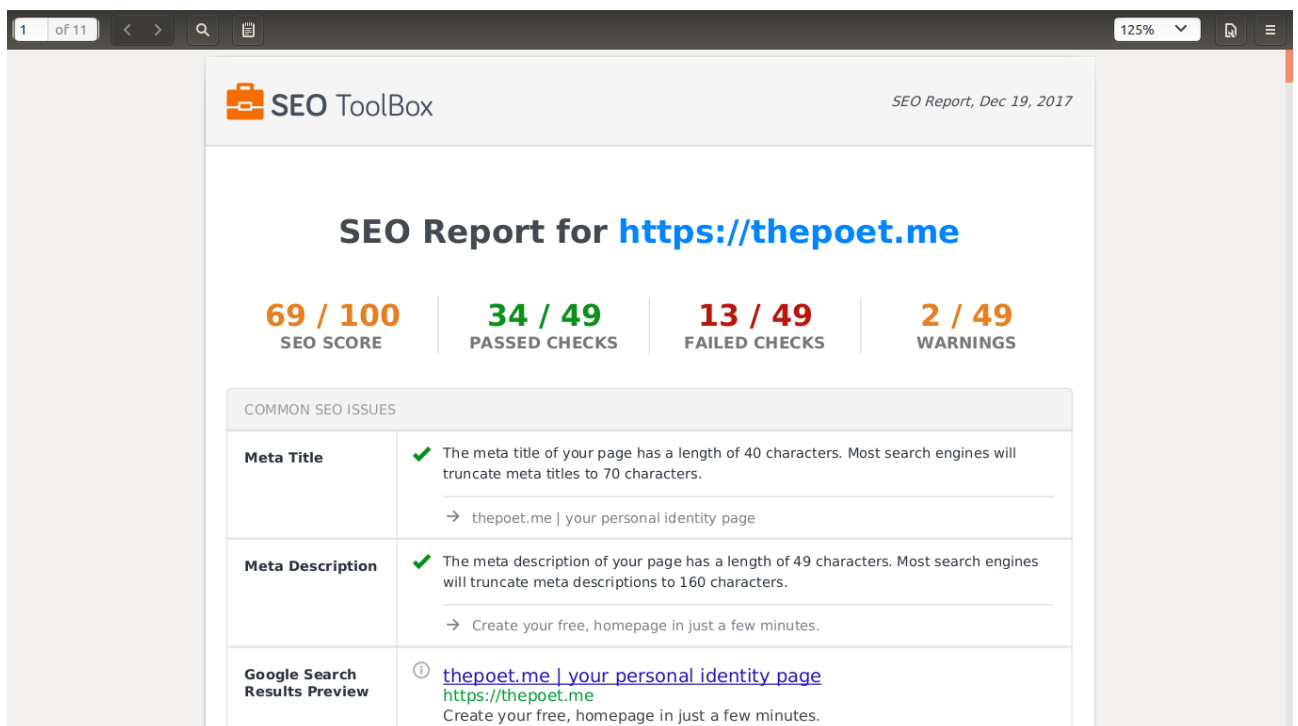 1 of 11
125%
SEO ToolBox
SEO Report, Dec 19, 2017
SEO Report for https://thepoet.me
69 / 100
SEO SCORE
34 / 49
PASSED CHECKS
13 / 49
FAILED CHECKS
2 / 49
WARNINGS
COMMON SEO ISSUES
Meta Title
The meta title of your page has a length of 40 characters. Most search engines will
truncate meta titles to 70 characters.
→ thepoet.me | your personal identity page
Meta Description
The meta description of your page has a length of 49 characters. Most search engines
will truncate meta descriptions to 160 characters.
→ Create your free, homepage in just a few minutes.
Google Search
Results Preview
thepoet.me | your personal identity page
https://thepoet.me
Create your free, homepage in just a few minutes.